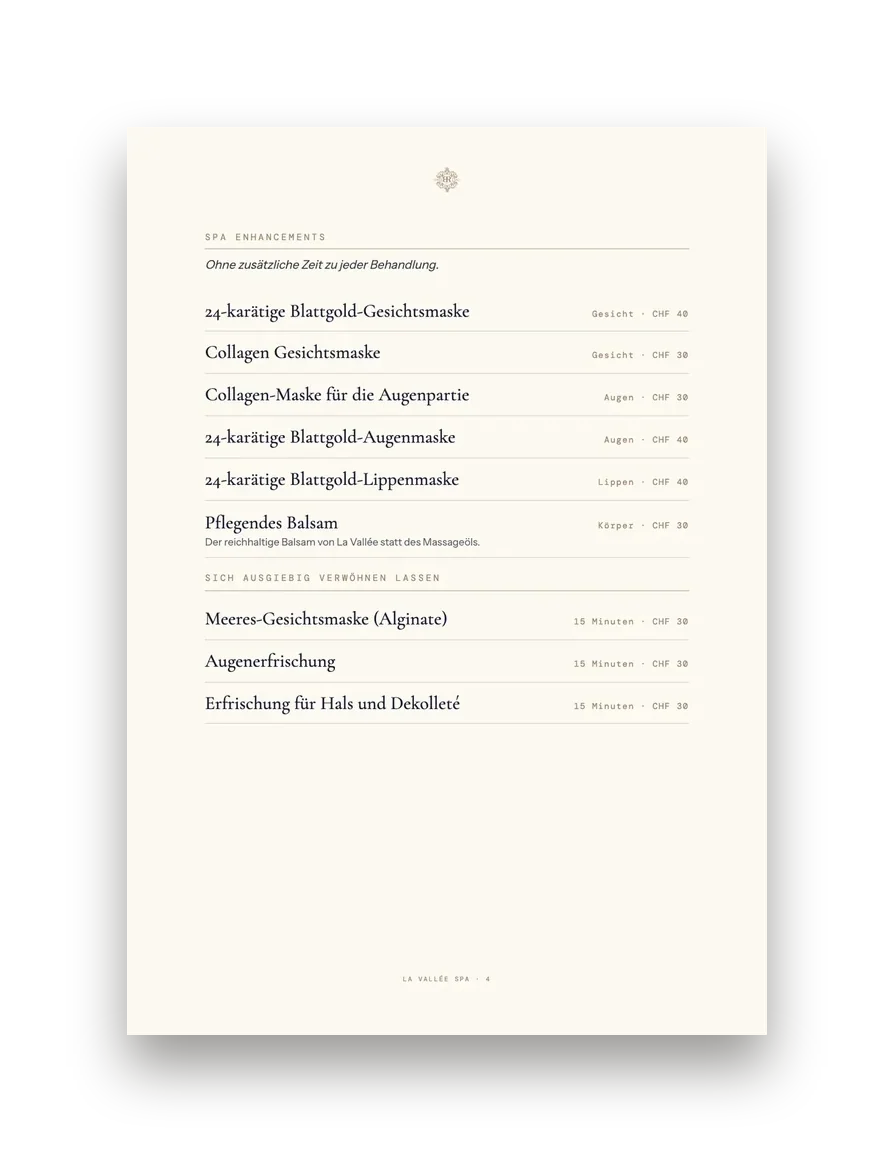 SPA ENHANCEMENTS
Ohne zusätzliche Zeit zu jeder Behandlung.
24-karätige Blattgold-Gesichtsmaske Gesicht · CHF 40
Collagen Gesichtsmaske Gesicht · CHF 30
Collagen-Maske für die Augenpartie Augen · CHF 30
24-karätige Blattgold-Augenmaske Augen · CHF 40
24-karätige Blattgold-Lippenmaske Lippen · CHF 40
Pflegendes Balsam Körper · CHF 30
Der reichhaltige Balsam von La Vallée statt des Massageöls.
SICH AUSGIEBIG VERWÖHNEN LASSEN
Meeres-Gesichtsmaske (Alginate) 15 Minuten · CHF 30
Augenerfrischung 15 Minuten · CHF 30
Erfrischung für Hals und Dekolleté 15 Minuten · CHF 30
LA VALLÉE SPA · 4